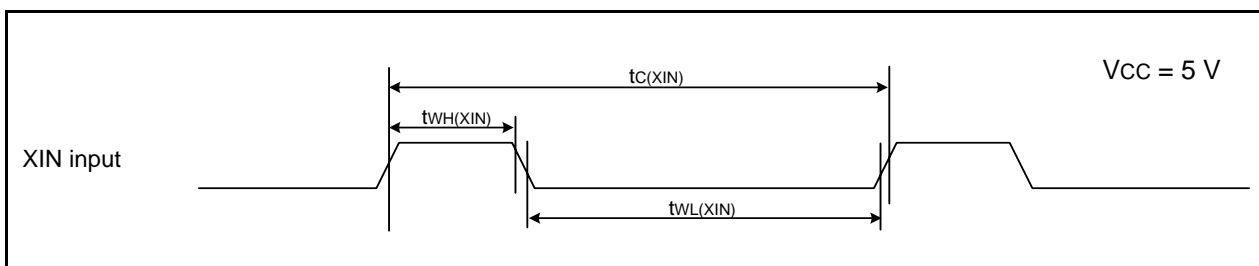 VCC = 5 V
tC(XIN)
tWH(XIN)
XIN input
tWL(XIN)